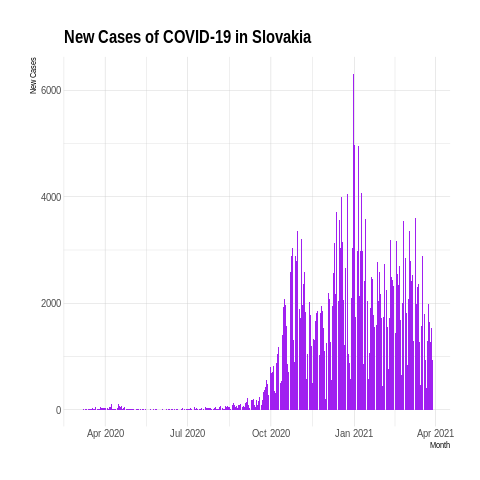 New Cases of COVID-19 in Slovakia
New Cases
6000
4000
2000
0
Apr 2020
Jul 2020
Oct 2020
Jan 2021
Apr 2021
Month